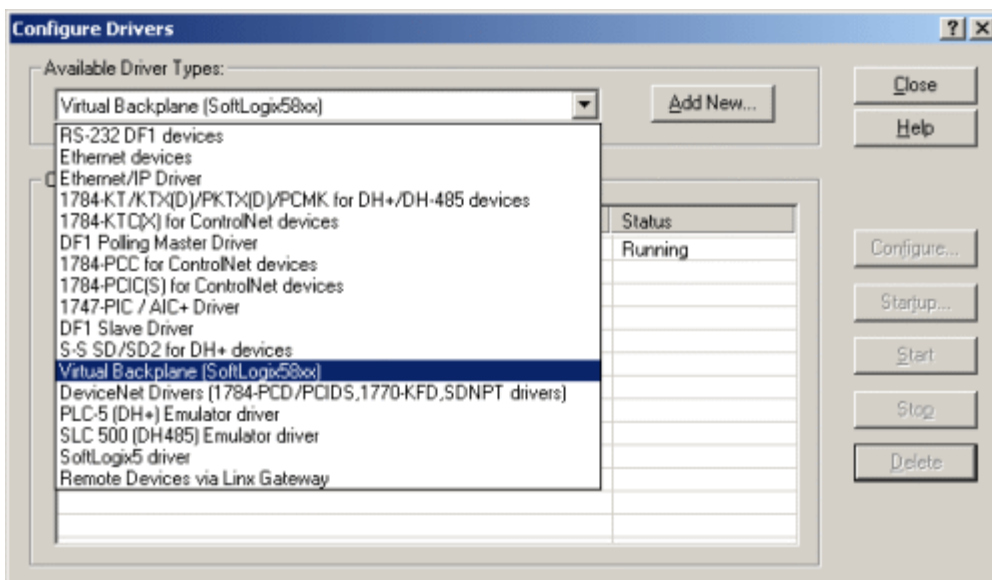 Configure Drivers
Available Driver Types:
Virtual Backplane (SoftLogix58xx)
Add New...
Close
Help
RS-232 DF1 devices
Ethernet devices
Ethernet/IP Driver
1784-KT/KTX(D)/PKTX(D)/PCMK for DH+/DH-485 devices
1784-KTC(X) for ControlNet devices
DF1 Polling Master Driver
1784-PCC for ControlNet devices
1784-PCIC(S) for ControlNet devices
1747-PIC / AIC+ Driver
DF1 Slave Driver
S-S SD/SD2 for DH+ devices
Virtual Backplane (SoftLogix58xx)
DeviceNet Drivers (1784-PCD/PCIDS,1770-KFD,SDNPT drivers)
PLC-5 (DH+) Emulator driver
SLC 500 (DH485) Emulator driver
SoftLogix5 driver
Remote Devices via Linx Gateway
Status
Running
Configure...
Startup...
Start
Stop
Delete